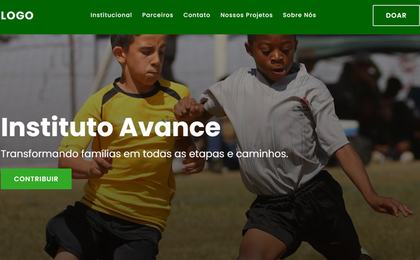 LOGO
Institucional
Parceiros
Contato
Nossos Projetos
Sobre Nós
DOAR
Instituto Avance
Transformando famílias em todas as etapas e caminhos.
CONTRIBUIR